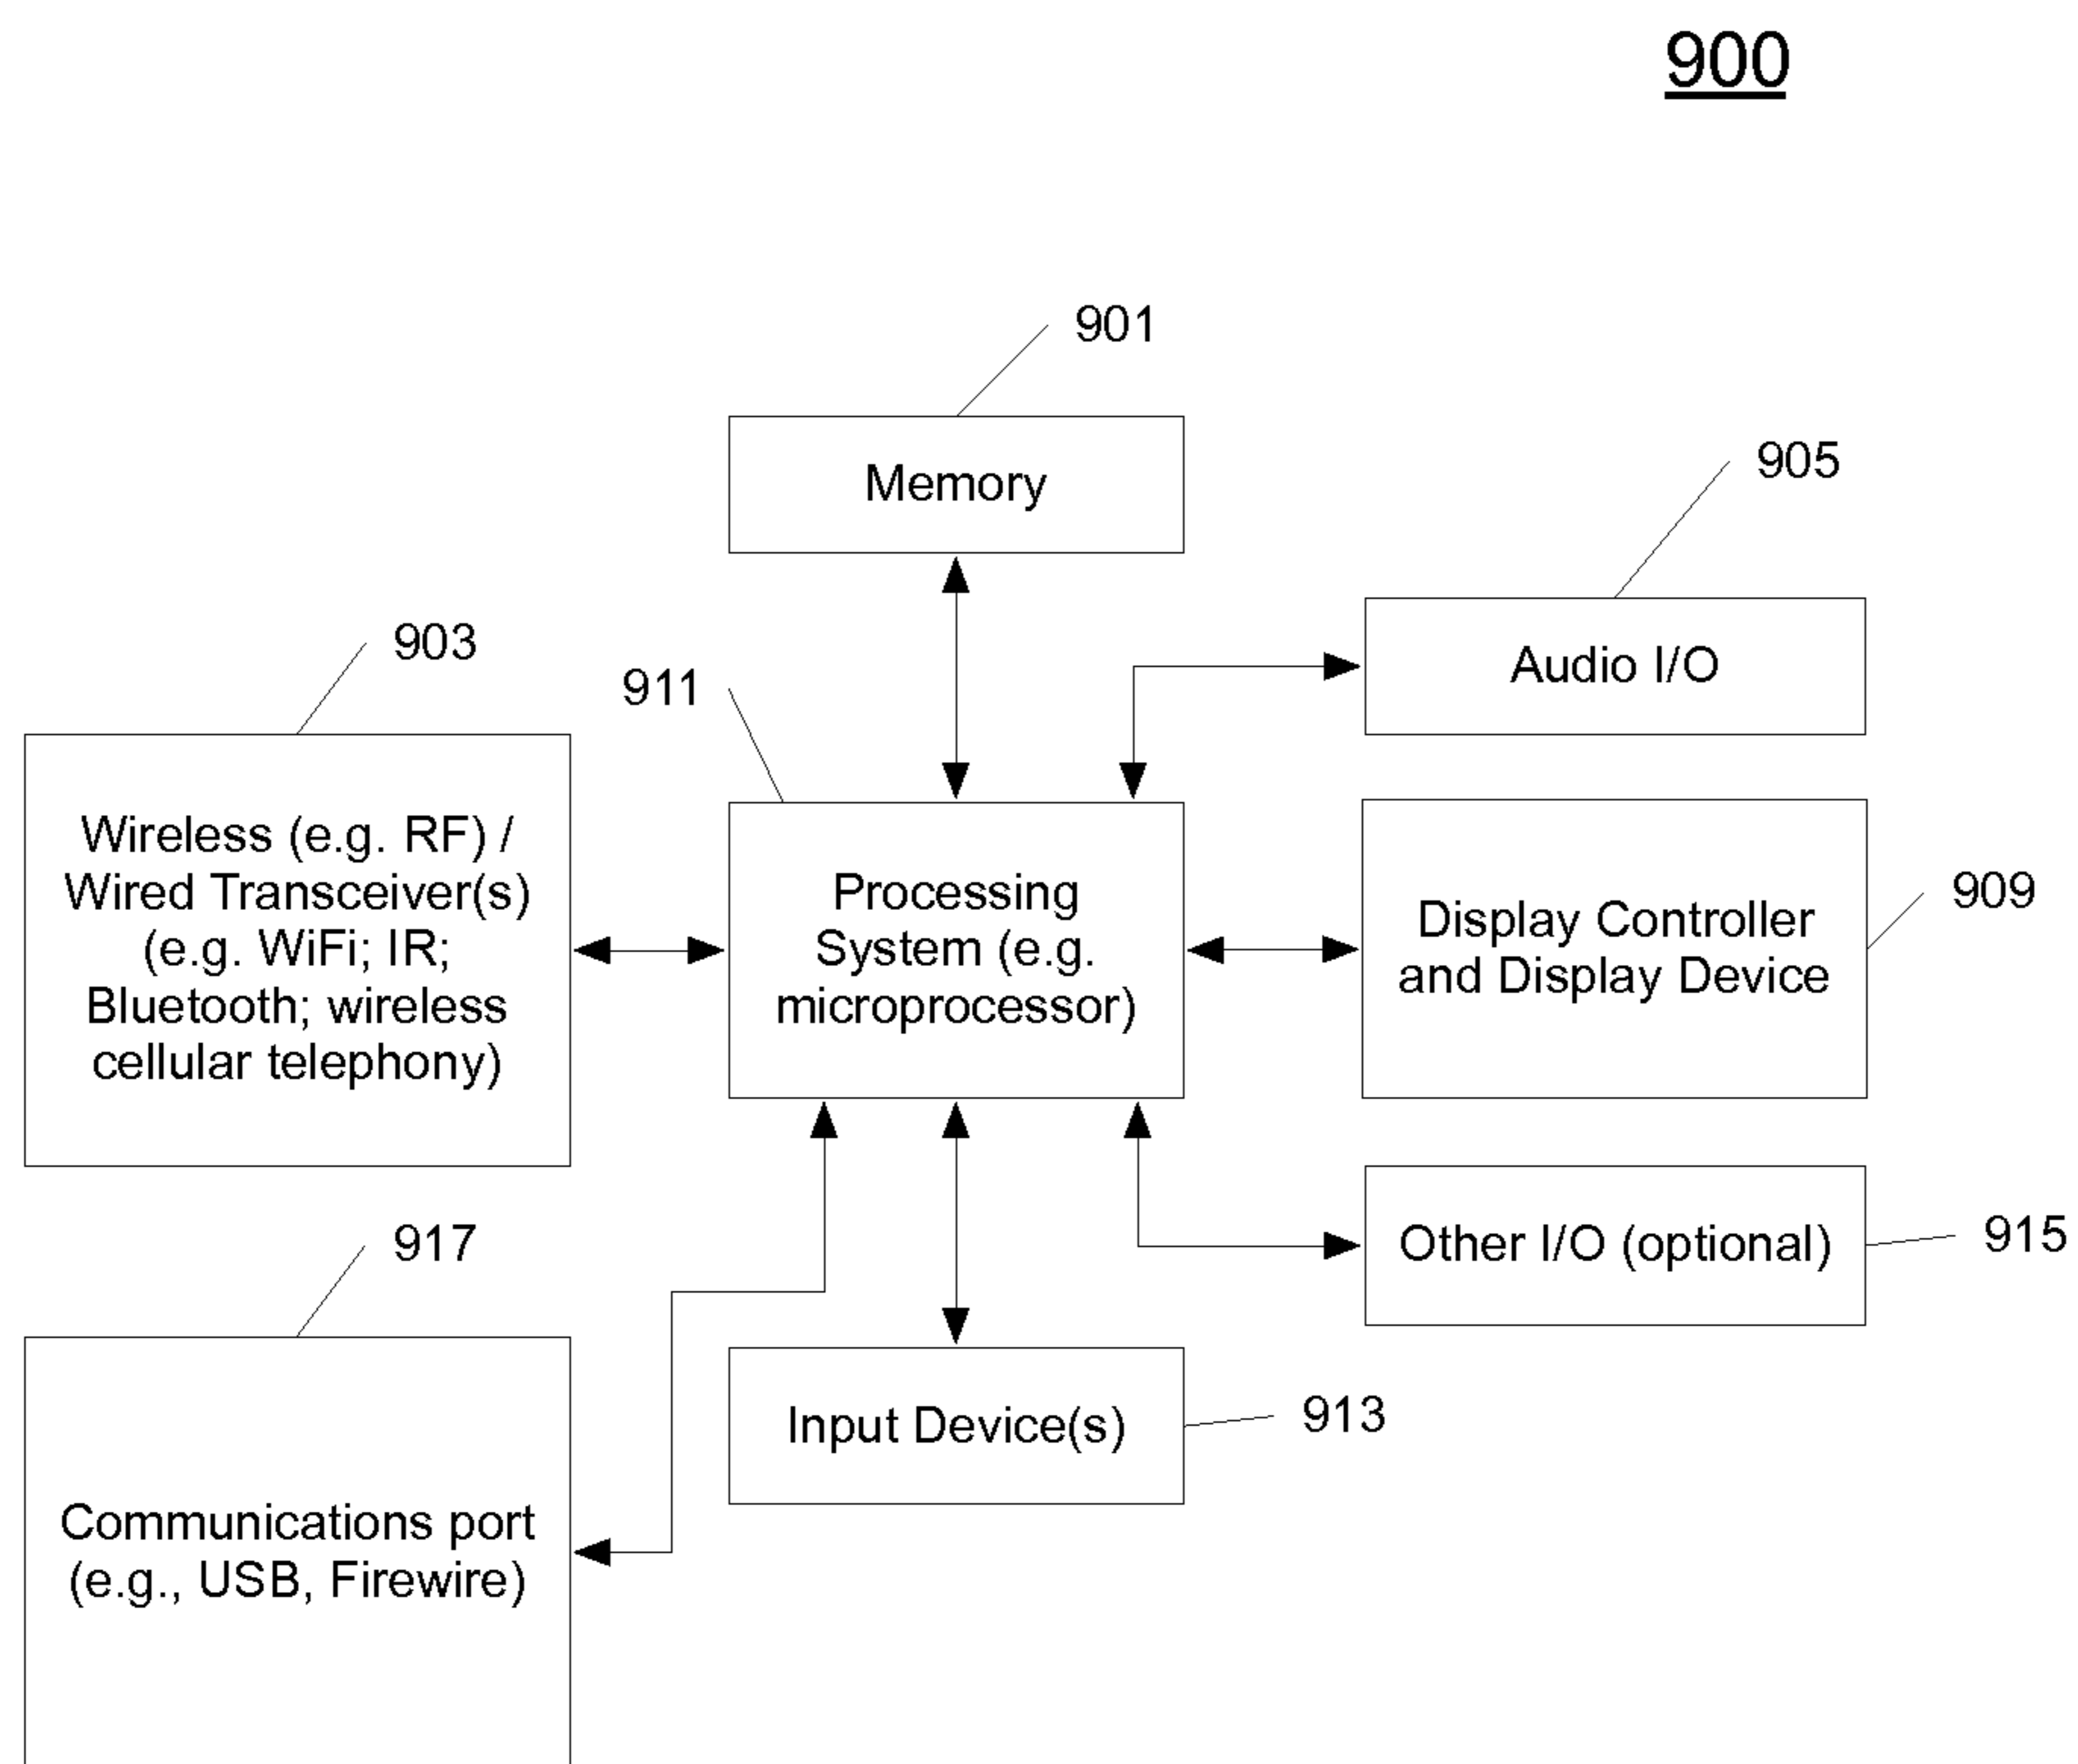 900
901
Memory
905
Audio I/O
903
911
Wireless (e.g. RF) /
Wired Transceiver(s)
(e.g. WiFi; IR;
Bluetooth; wireless
cellular telephony)
Processing
System (e.g.
microprocessor)
Display Controller
and Display Device
909
917
Other I/O (optional)
915
Input Device(s)
913
Communications port
(e.g., USB, Firewire)